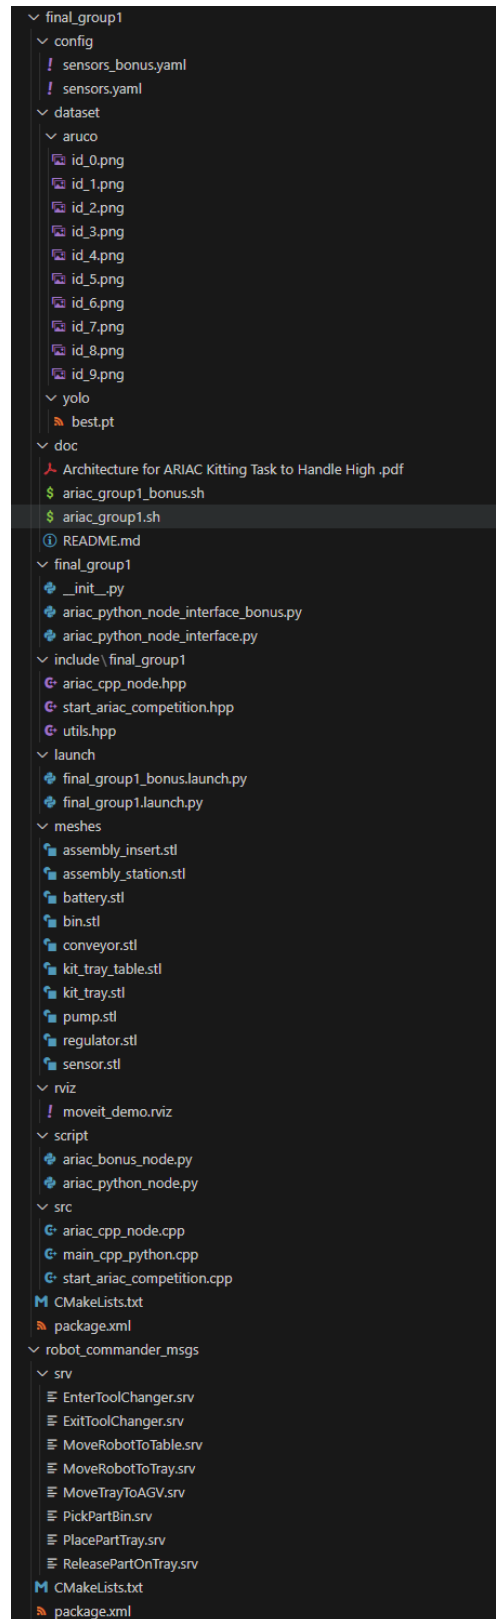 final_group1
config
sensors_bonus.yaml
sensors.yaml
dataset
aruco
id_0.png
id_1.png
id_2.png
id_3.png
id_4.png
id_5.png
id_6.png
id_7.png
id_8.png
id_9.png
yolo
best.pt
doc
Architecture for ARIAC Kitting Task to Handle High .pdf
$ ariac_group1_bonus.sh
$ ariac_group1.sh
README.md
final_group1
__init__.py
ariac_python_node_interface_bonus.py
ariac_python_node_interface.py
include\final_group1
ariac_cpp_node.hpp
start_ariac_competition.hpp
utils.hpp
launch
final_group1_bonus.launch.py
final_group1.launch.py
meshes
assembly_insert.stl
assembly_station.stl
battery.stl
bin.stl
conveyor.stl
kit_tray_table.stl
kit_tray.stl
pump.stl
regulator.stl
sensor.stl
rviz
moveit_demo.rviz
script
ariac_bonus_node.py
ariac_python_node.py
src
ariac_cpp_node.cpp
main_cpp_python.cpp
start_ariac_competition.cpp
CMakeLists.txt
package.xml
robot_commander_msgs
srv
EnterToolChanger.srv
ExitToolChanger.srv
MoveRobotToTable.srv
MoveRobotToTray.srv
MoveTrayToAGV.srv
PickPartBin.srv
PlacePartTray.srv
ReleasePartOnTray.srv
CMakeLists.txt
package.xml